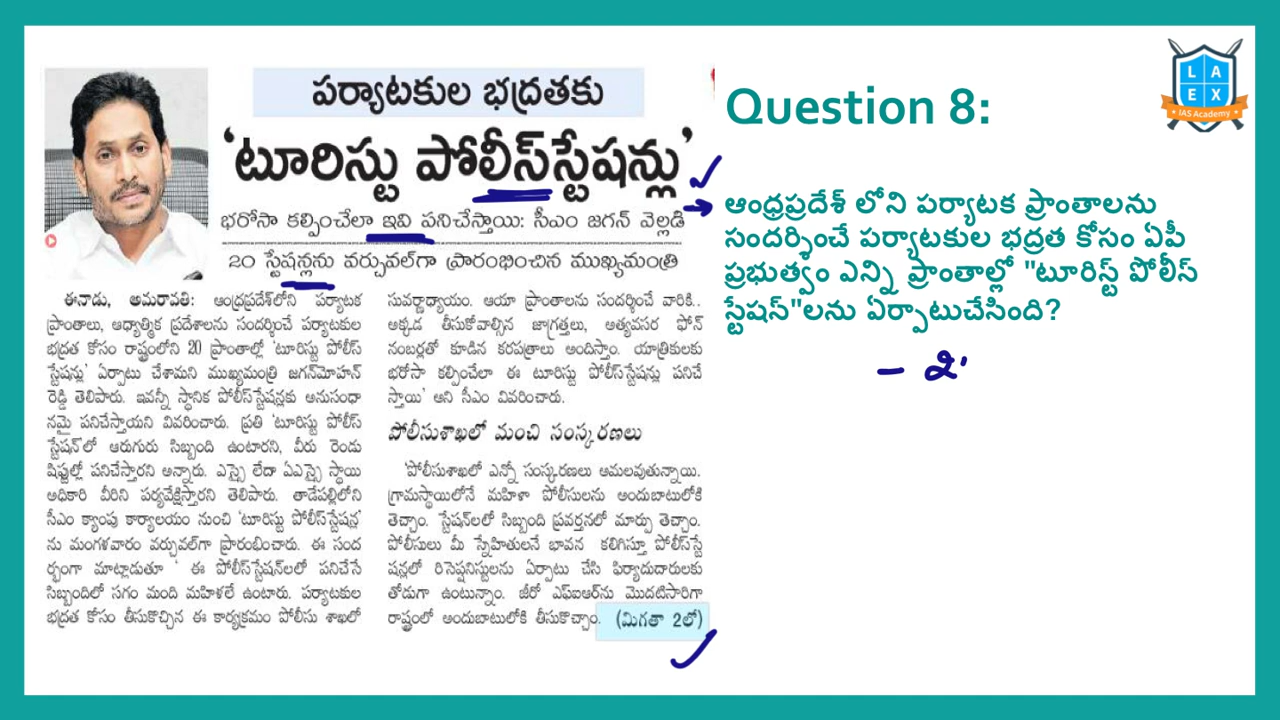 పర్యాటకుల భద్రతకు
‘టూరిస్టు పోలీస్‌స్టేషన్లు’
భరోసా కల్పించేలా ఇవి పనిచేస్తాయి: సీఎం జగన్ వెల్లడి
20 స్టేషన్లను వర్చువల్‌గా ప్రారంభించిన ముఖ్యమంత్రి
ఈనాడు, అమరావతి: ఆంధ్రప్రదేశ్‌లోని పర్యాటక
ప్రాంతాలు, ఆధ్యాత్మిక ప్రదేశాలను సందర్శించే పర్యాటకుల
భద్రత కోసం రాష్ట్రంలోని 20 ప్రాంతాల్లో ‘టూరిస్టు పోలీస్
స్టేషన్లు’ ఏర్పాటు చేశామని ముఖ్యమంత్రి జగన్‌మోహన్
రెడ్డి తెలిపారు. ఇవన్నీ స్థానిక పోలీస్‌స్టేషన్లకు అనుసంధా
నమై పనిచేస్తాయని వివరించారు. ప్రతి ‘టూరిస్టు పోలీస్
స్టేషన్‌’లో ఆరుగురు సిబ్బంది ఉంటారని, వీరు రెండు
షిఫ్టుల్లో పనిచేస్తారని అన్నారు. ఎస్సై లేదా ఏఎస్సై స్థాయి
అధికారి వీరిని పర్యవేక్షిస్తారని తెలిపారు. తాడేపల్లిలోని
సీఎం క్యాంపు కార్యాలయం నుంచి ‘టూరిస్టు పోలీస్‌స్టేషన్ల’
ను మంగళవారం వర్చువల్‌గా ప్రారంభించారు. ఈ సంద
ర్భంగా మాట్లాడుతూ ‘ ఈ పోలీస్‌స్టేషన్‌లలో పనిచేసే
సిబ్బందిలో సగం మంది మహిళలే ఉంటారు. పర్యాటకుల
భద్రత కోసం తీసుకొచ్చిన ఈ కార్యక్రమం పోలీసు శాఖలో
సువర్ణాధ్యాయం. ఆయా ప్రాంతాలను సందర్శించే వారికి..
అక్కడ తీసుకోవాల్సిన జాగ్రత్తలు, అత్యవసర ఫోన్
నంబర్లతో కూడిన కరపత్రాలు అందిస్తాం. యాత్రికులకు
భరోసా కల్పించేలా ఈ టూరిస్టు పోలీస్‌స్టేషన్లు పనిచే
స్తాయి’ అని సీఎం వివరించారు.
పోలీసుశాఖలో మంచి సంస్కరణలు
‘పోలీసుశాఖలో ఎన్నో సంస్కరణలు అమలవుతున్నాయి.
గ్రామస్థాయిలోనే మహిళా పోలీసులను అందుబాటులోకి
తెచ్చాం. స్టేషన్‌లలో సిబ్బంది ప్రవర్తనలో మార్పు తెచ్చాం.
పోలీసులు మీ స్నేహితులనే భావన కలిగిస్తూ పోలీస్‌స్టే
షన్లలో రిసెప్షనిస్టులను ఏర్పాటు చేసి ఫిర్యాదుదారులకు
తోడుగా ఉంటున్నాం. జీరో ఎఫ్‌ఐఆర్‌ను మొదటిసారిగా
రాష్ట్రంలో అందుబాటులోకి తీసుకొచ్చాం. (మిగతా 2లో)
Question 8:
ఆంధ్రప్రదేశ్ లోని పర్యాటక ప్రాంతాలను
సందర్శించే పర్యాటకుల భద్రత కోసం ఏపీ
ప్రభుత్వం ఎన్ని ప్రాంతాల్లో "టూరిస్ట్ పోలీస్
స్టేషన్"లను ఏర్పాటుచేసింది?
LA
EX
IAS Academy